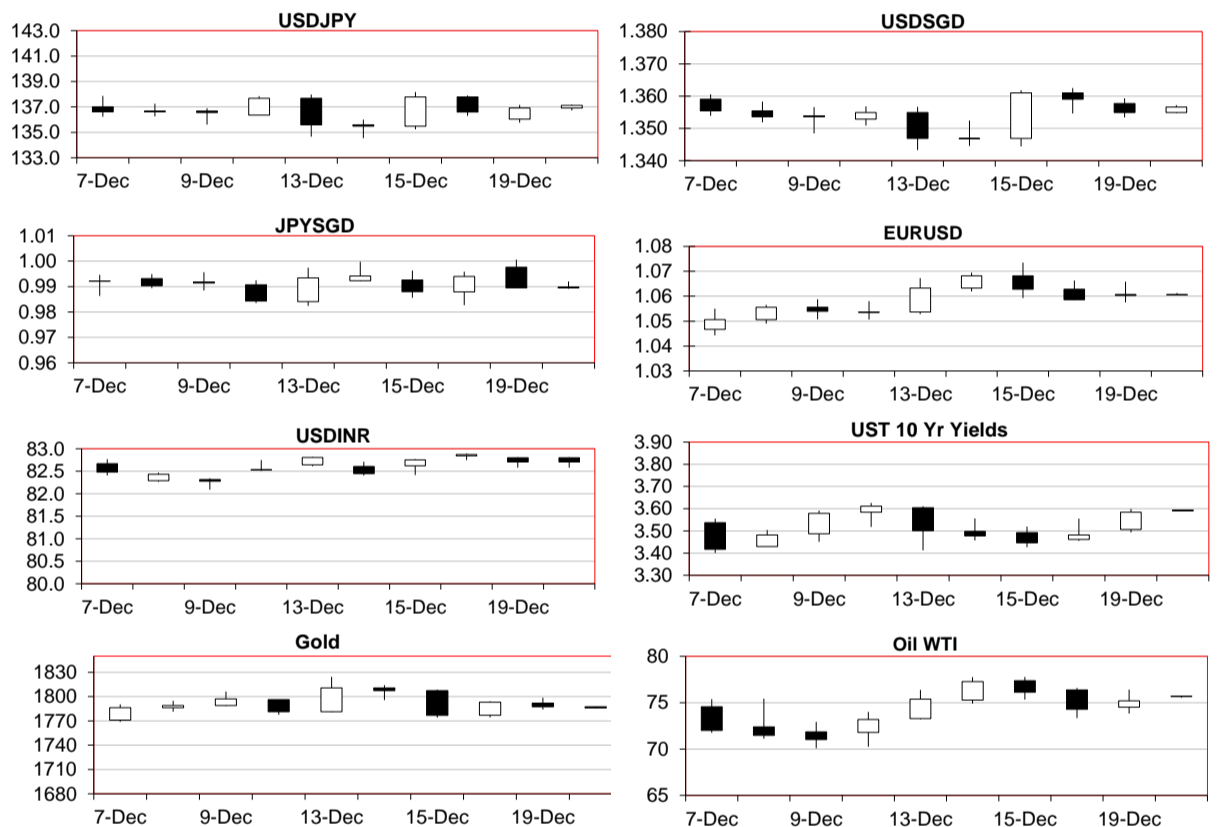 USDJPY
143.0
141.0
139.0
137.0
135.0
133.0
7-Dec 9-Dec 13-Dec 15-Dec 19-Dec
USDSGD
1.380
1.370
1.360
1.350
1.340
7-Dec 9-Dec 13-Dec 15-Dec 19-Dec
JPYSGD
1.01
1.00
0.99
0.98
0.97
0.96
7-Dec 9-Dec 13-Dec 15-Dec 19-Dec
EURUSD
1.08
1.07
1.06
1.05
1.04
1.03
7-Dec 9-Dec 13-Dec 15-Dec 19-Dec
USDINR
83.0
82.5
82.0
81.5
81.0
80.5
80.0
7-Dec 9-Dec 13-Dec 15-Dec 19-Dec
UST 10 Yr Yields
3.90
3.80
3.70
3.60
3.50
3.40
3.30
7-Dec 9-Dec 13-Dec 15-Dec 19-Dec
Gold
1830
1800
1770
1740
1710
1680
7-Dec 9-Dec 13-Dec 15-Dec 19-Dec
Oil WTI
80
75
70
65
7-Dec 9-Dec 13-Dec 15-Dec 19-Dec